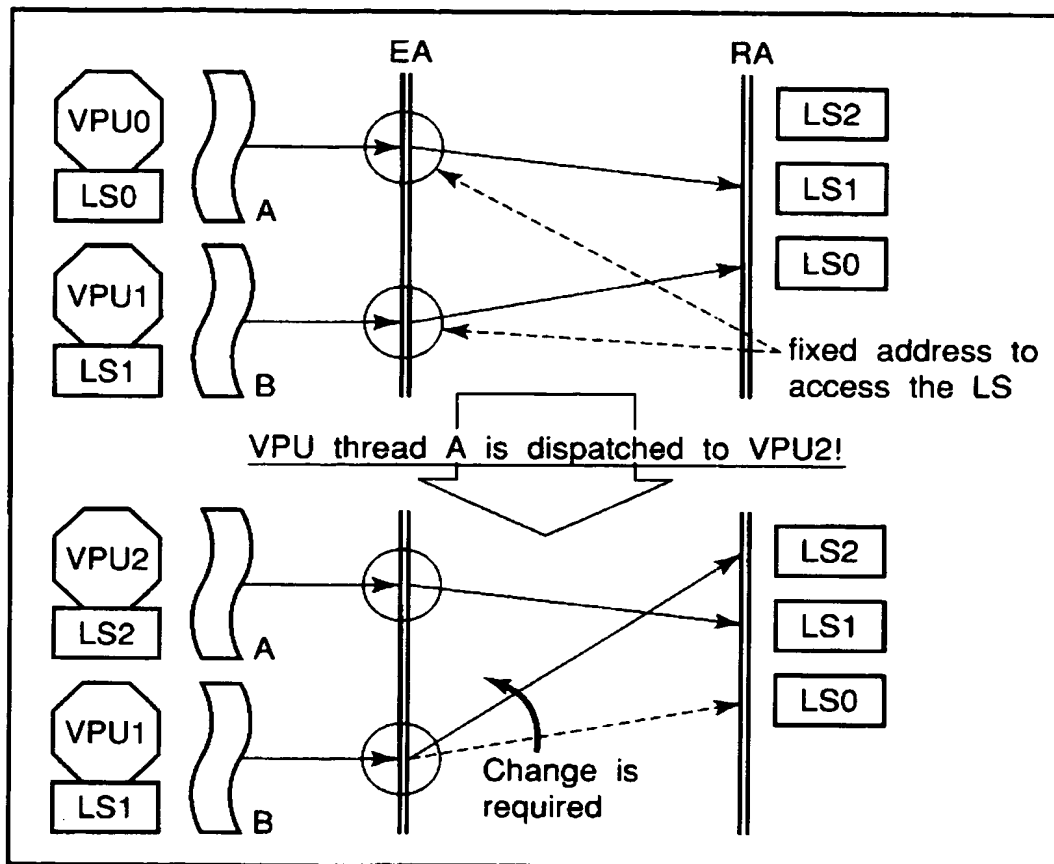 EA
RA
VPU0
LS0
A
LS2
LS1
LS0
VPU1
LS1
B
fixed address to
access the LS
VPU thread A is dispatched to VPU2!
VPU2
LS2
A
LS2
LS1
LS0
VPU1
LS1
B
Change is
required